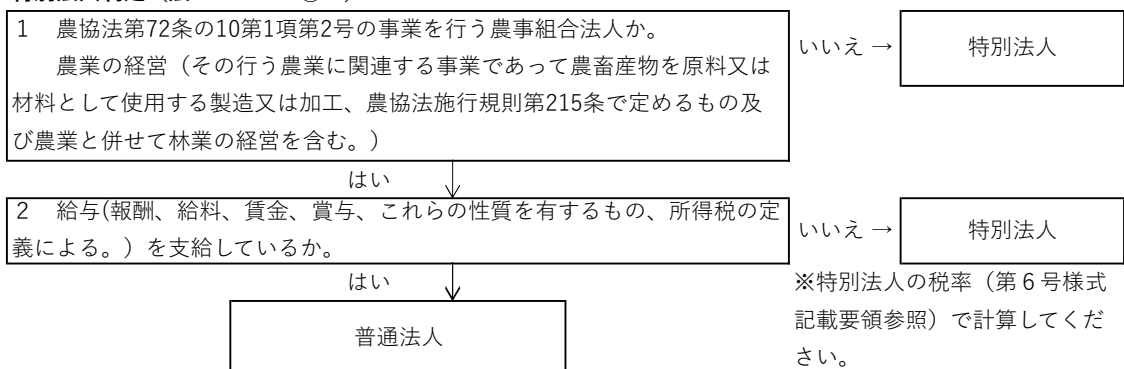 1　農協法第72条の10第1項第2号の事業を行う農事組合法人か。
農業の経営（その行う農業に関連する事業であって農畜産物を原料又は
材料として使用する製造又は加工、農協法施行規則第215条で定めるもの及
び農業と併せて林業の経営を含む。）
いいえ →
特別法人
はい
2　給与(報酬、給料、賃金、賞与、これらの性質を有するもの、所得税の定
義による。）を支給しているか。
いいえ →
特別法人
はい
普通法人
※特別法人の税率（第６号様式
記載要領参照）で計算してくだ
さい。